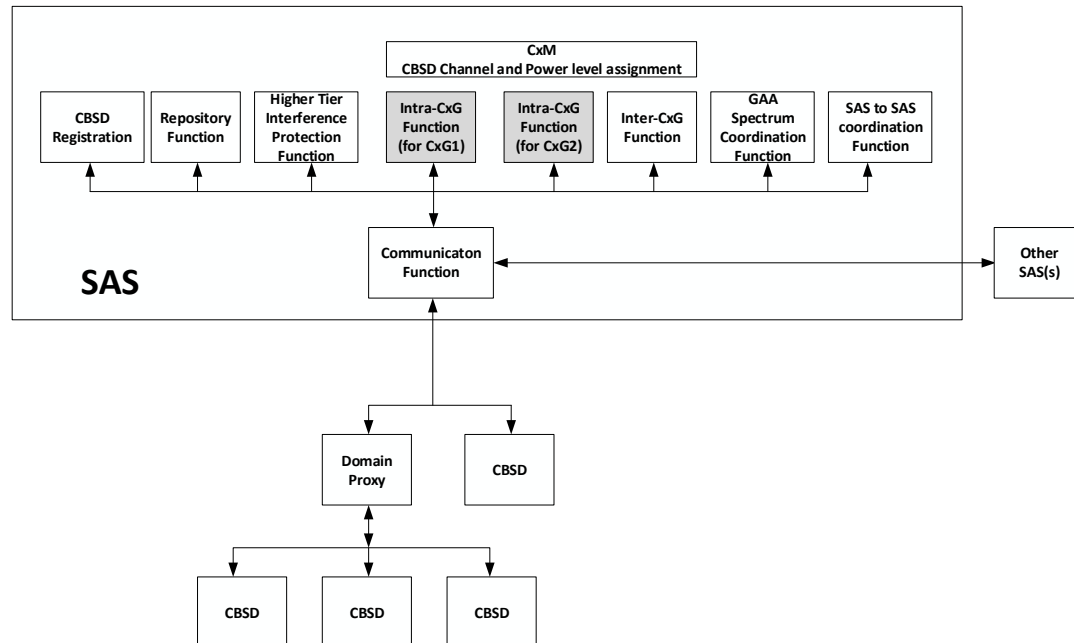 CxM
CBSD Channel and Power level assignment
CBSD
Registration
Repository
Function
Higher Tier
Interference
Protection
Function
Intra-CxG
Function
(for CxG1)
Intra-CxG
Function
(for CxG2)
Inter-CxG
Function
GAA
Spectrum
Coordination
Function
SAS to SAS
coordination
Function
Communicaton
Function
SAS
Other
SAS(s)
Domain
Proxy
CBSD
CBSD
CBSD
CBSD